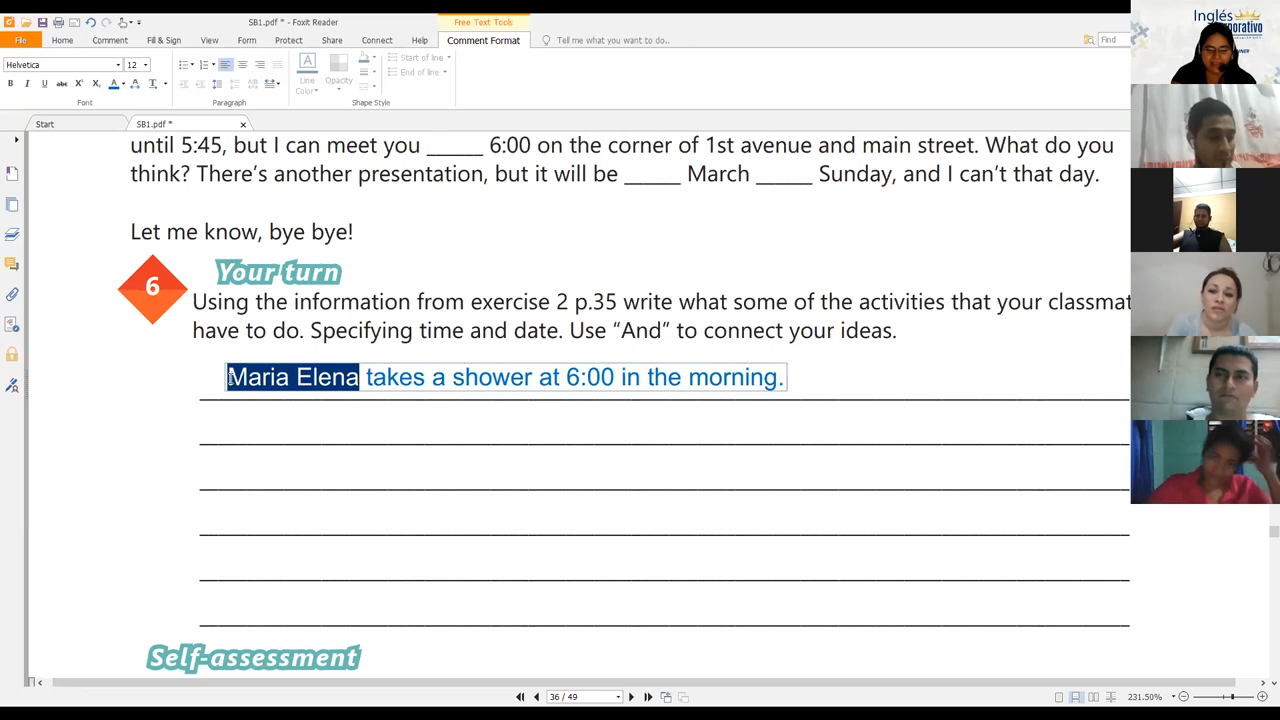 SB1.pdf * - Foxit Reader
Free Text Tools
File
Home
Comment
Fill & Sign
View
Form
Protect
Share
Connect
Help
Comment Format
Tell me what you want to do..
Find
Helvetica
12
Line Color
Opacity
Start of line
End of line
Font
Paragraph
Shape Style
Start
SB1.pdf *
until 5:45, but I can meet you ______ 6:00 on the corner of 1st avenue and main street. What do you
think? There's another presentation, but it will be ______ March ______ Sunday, and I can't that day.
Let me know, bye bye!
6
Your turn
Using the information from exercise 2 p.35 write what some of the activities that your classmat
have to do. Specifying time and date. Use “And” to connect your ideas.
Maria Elena takes a shower at 6:00 in the morning.
Self-assessment
36 / 49
231.50%
Inglés